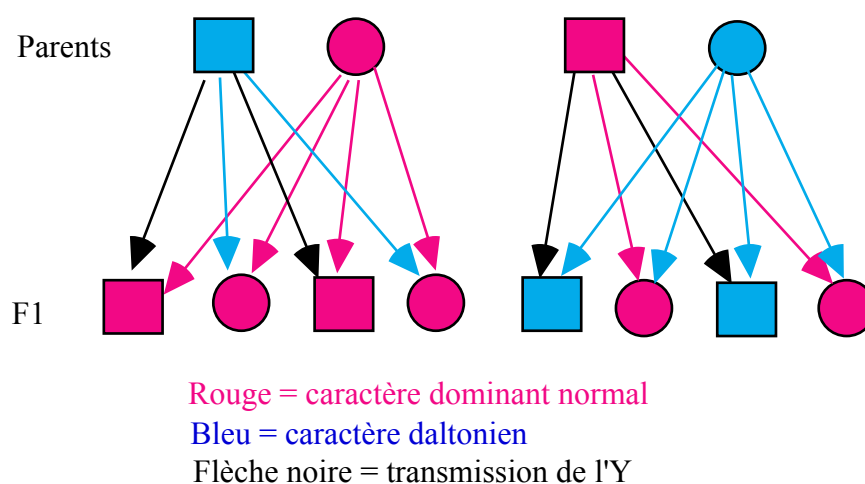 Parents
F1
Rouge = caractère dominant normal
Bleu = caractère daltonien
Flèche noire = transmission de l'Y